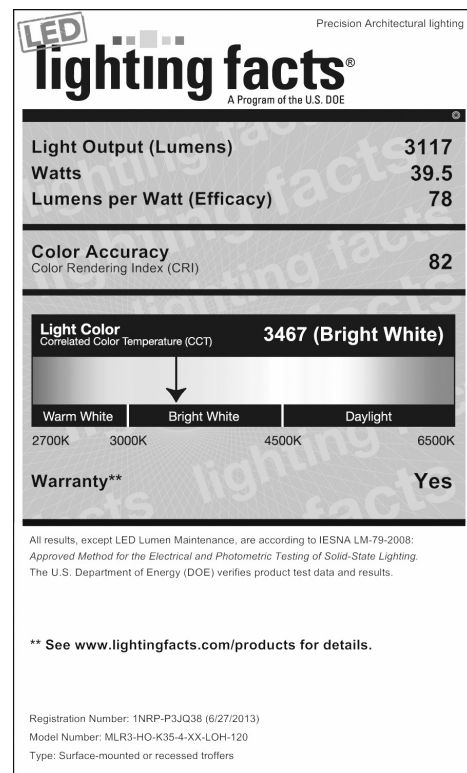 Precision Architectural lighting
LED
lighting facts®
A Program of the U.S. DOE
Light Output (Lumens) 3117
Watts 39.5
Lumens per Watt (Efficacy) 78
Color Accuracy
Color Rendering Index (CRI) 82
Light Color
Correlated Color Temperature (CCT) 3467 (Bright White)
Warm White Bright White Daylight
2700K 3000K 4500K 6500K
Warranty** Yes
All results, except LED Lumen Maintenance, are according to IESNA LM-79-2008:
Approved Method for the Electrical and Photometric Testing of Solid-State Lighting.
The U.S. Department of Energy (DOE) verifies product test data and results.
** See www.lightingfacts.com/products for details.
Registration Number: 1NRP-P3JQ38 (6/27/2013)
Model Number: MLR3-HO-K35-4-XX-LOH-120
Type: Surface-mounted or recessed troffers